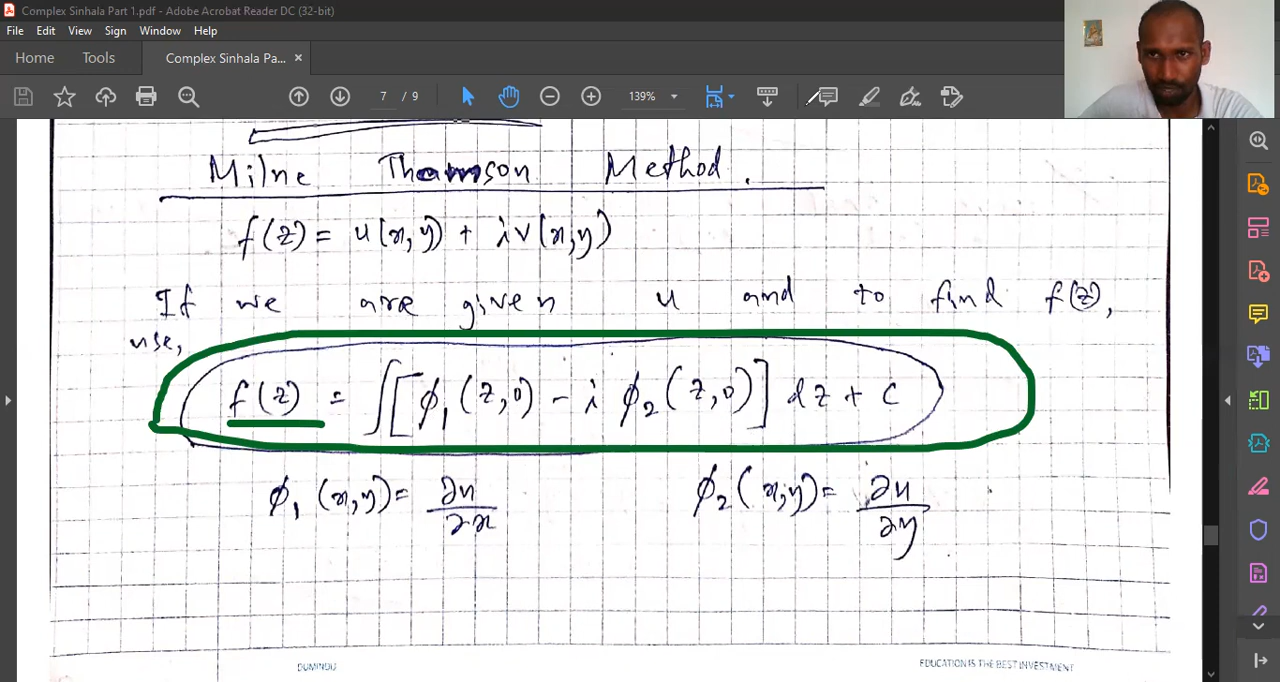 Complex Sinhala Part 1.pdf - Adobe Acrobat Reader DC (32-bit)
File Edit View Sign Window Help
Home Tools Complex Sinhala Pa... ×
7 / 9 139%
Milne Thomson Method.
f(z) = u(x,y) + iv(x,y)
If we are given u and to find f(z),
use,
f(z) = ∫[ϕ₁(z,0) - i ϕ₂(z,0)] dz + c
ϕ₁(x,y) = ∂u/∂x ϕ₂(x,y) = ∂u/∂y
DUMINDU EDUCATION IS THE BEST INVESTMENT